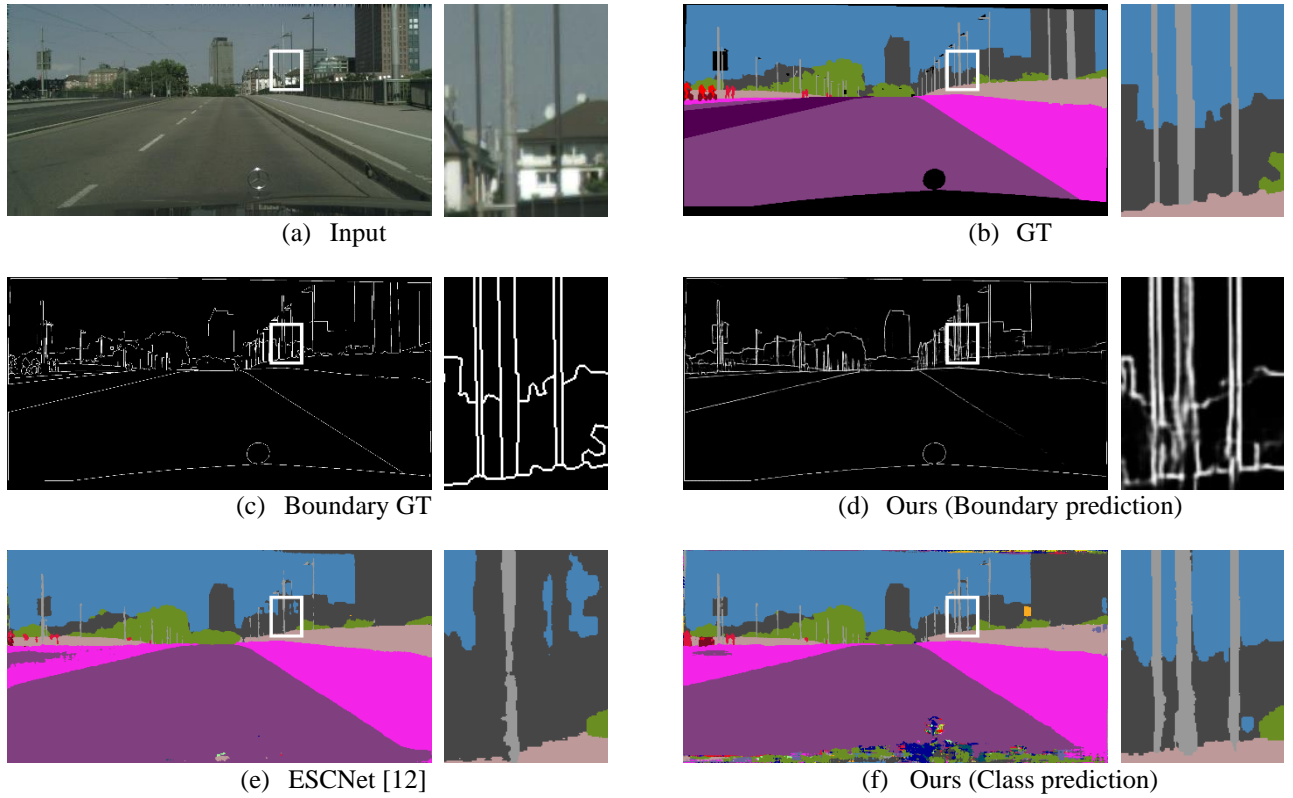 (a) Input
(b) GT
(c) Boundary GT
(d) Ours (Boundary prediction)
(e) ESCNet [12]
(f) Ours (Class prediction)